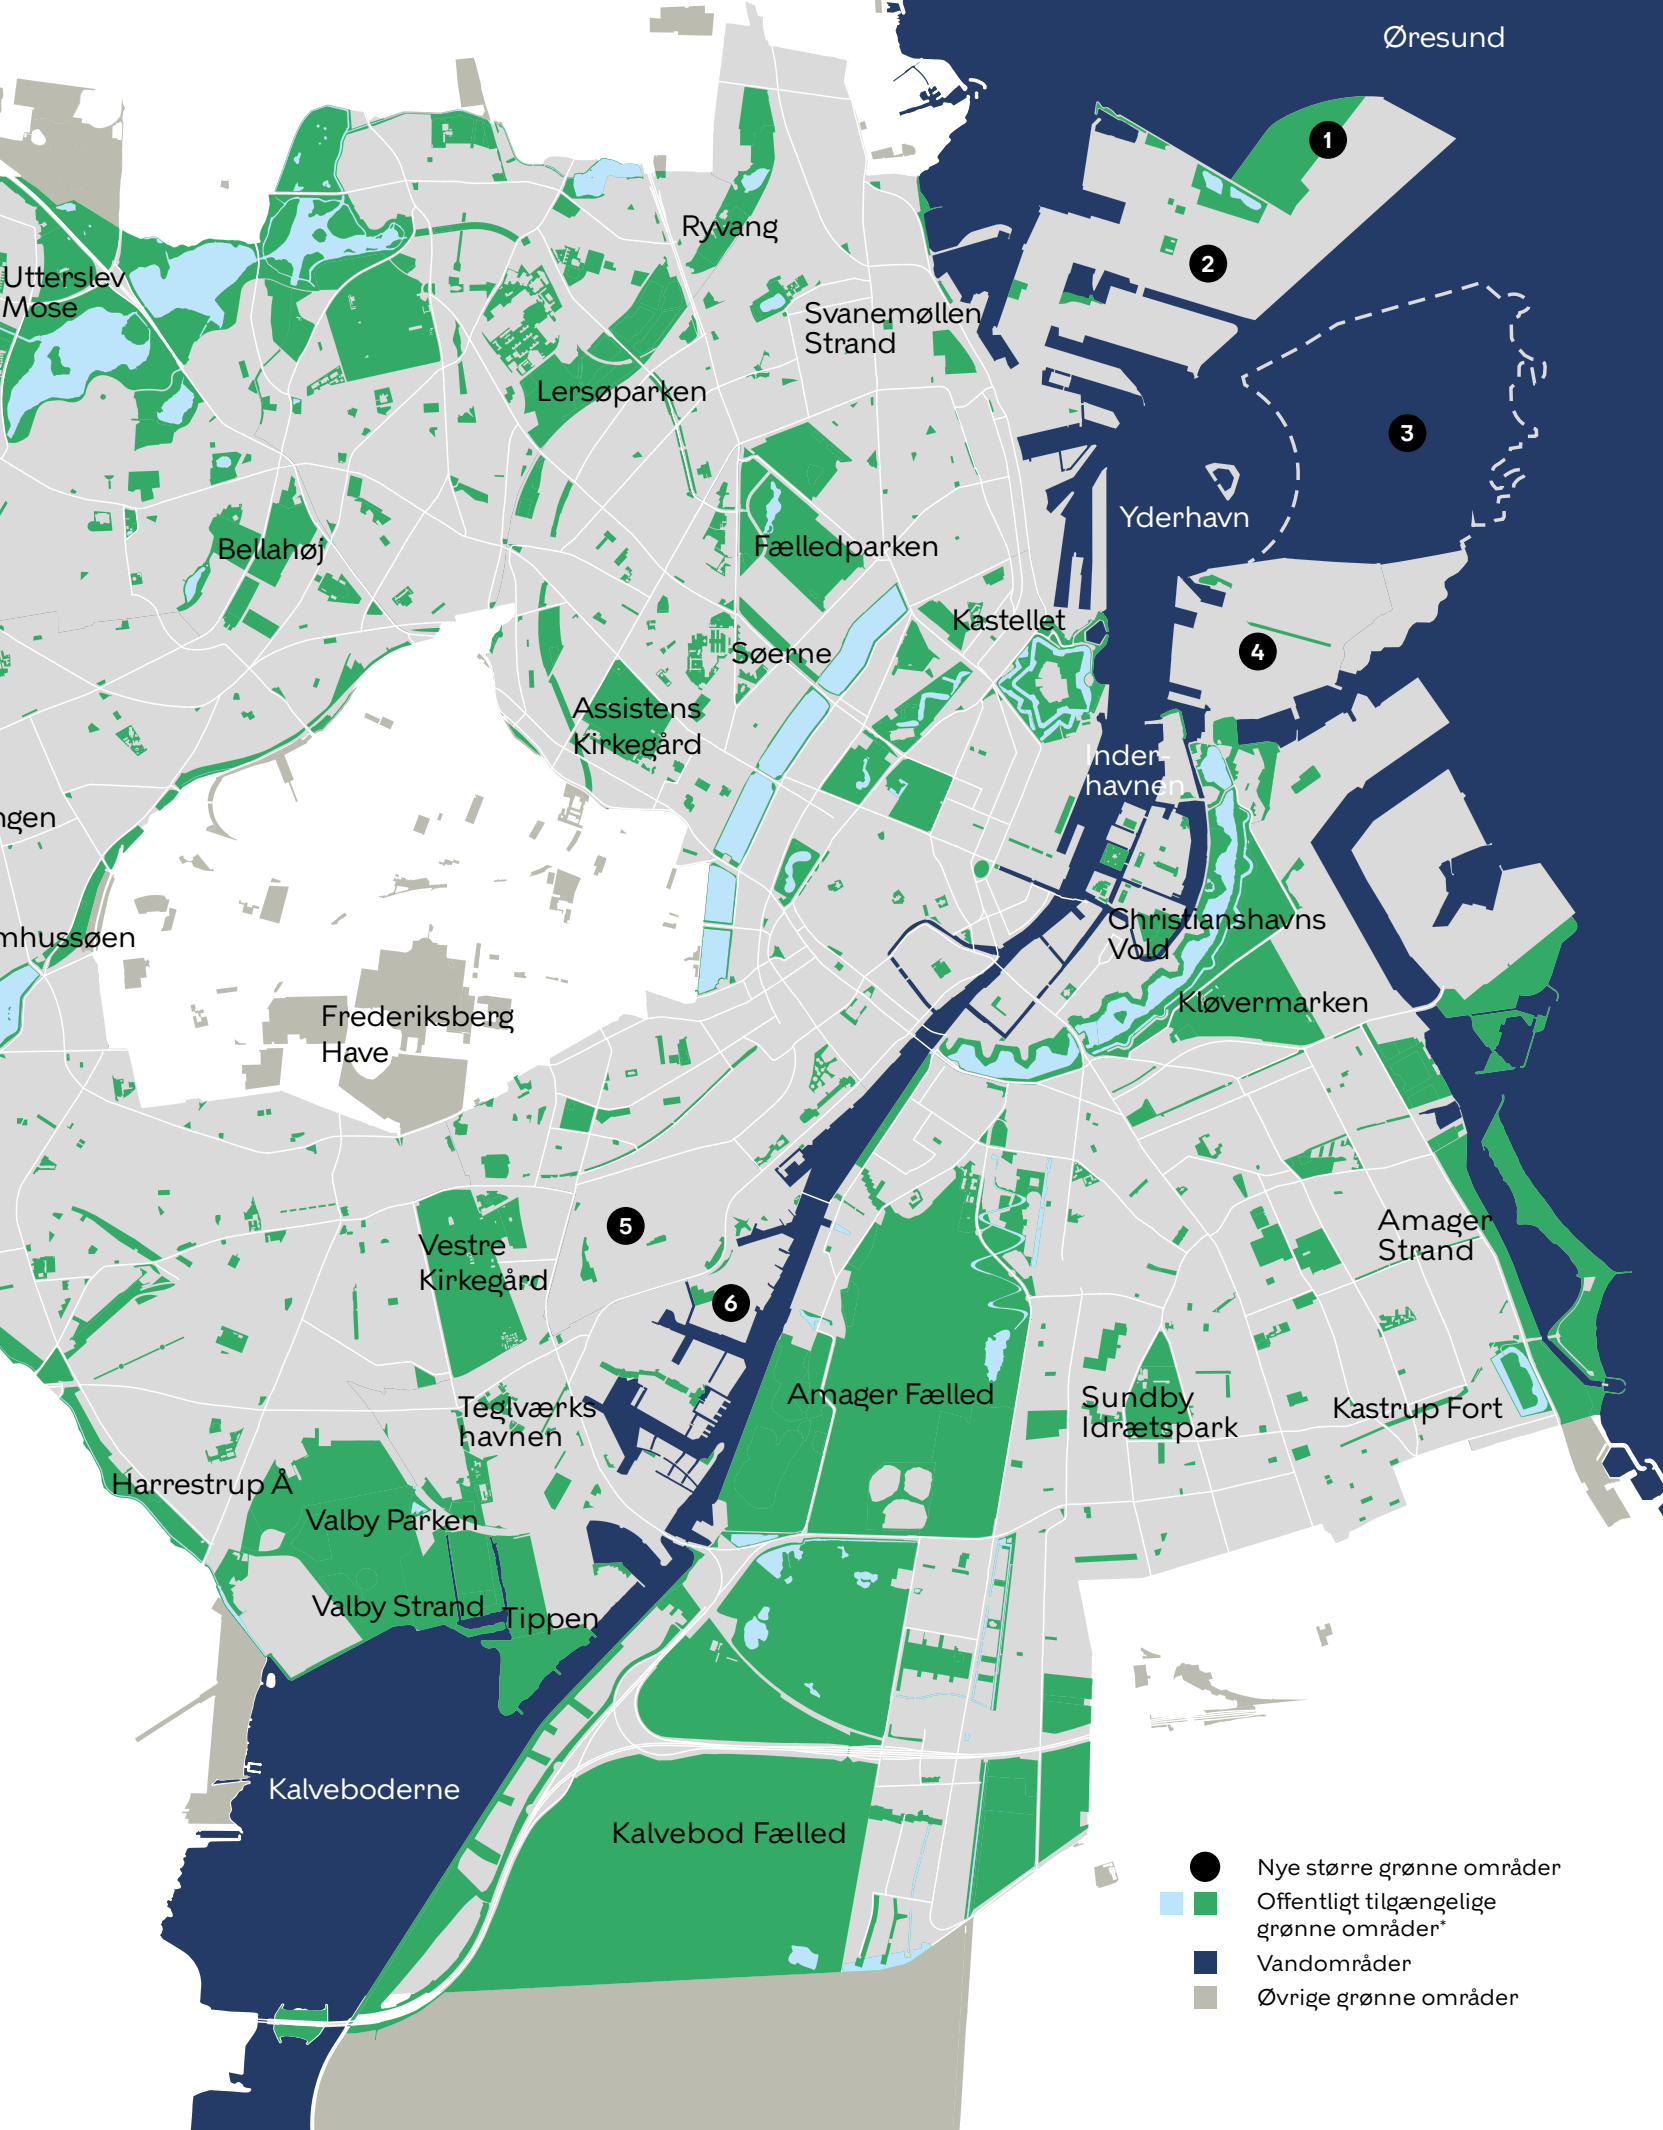 Øresund
1
Ryvang
2
Utterslev
Mose
Svanemøllen
Strand
Lersøparken
3
Yderhavn
Bellahøj
Fælledparken
Kastellet
Søerne
4
Assistens
Kirkegård
Inder-
havnen
ngen
Christianshavns
Vold
mhussøen
Kløvermarken
Frederiksberg
Have
5
Amager
Strand
Vestre
Kirkegård
6
Amager Fælled
Sundby
Idrætspark
Kastrup Fort
Teglværks
havnen
Harrestrup Å
Valby Parken
Valby Strand
Tippen
Kalveboderne
Kalvebod Fælled
Nye større grønne områder
Offentligt tilgængelige
grønne områder*
Vandområder
Øvrige grønne områder